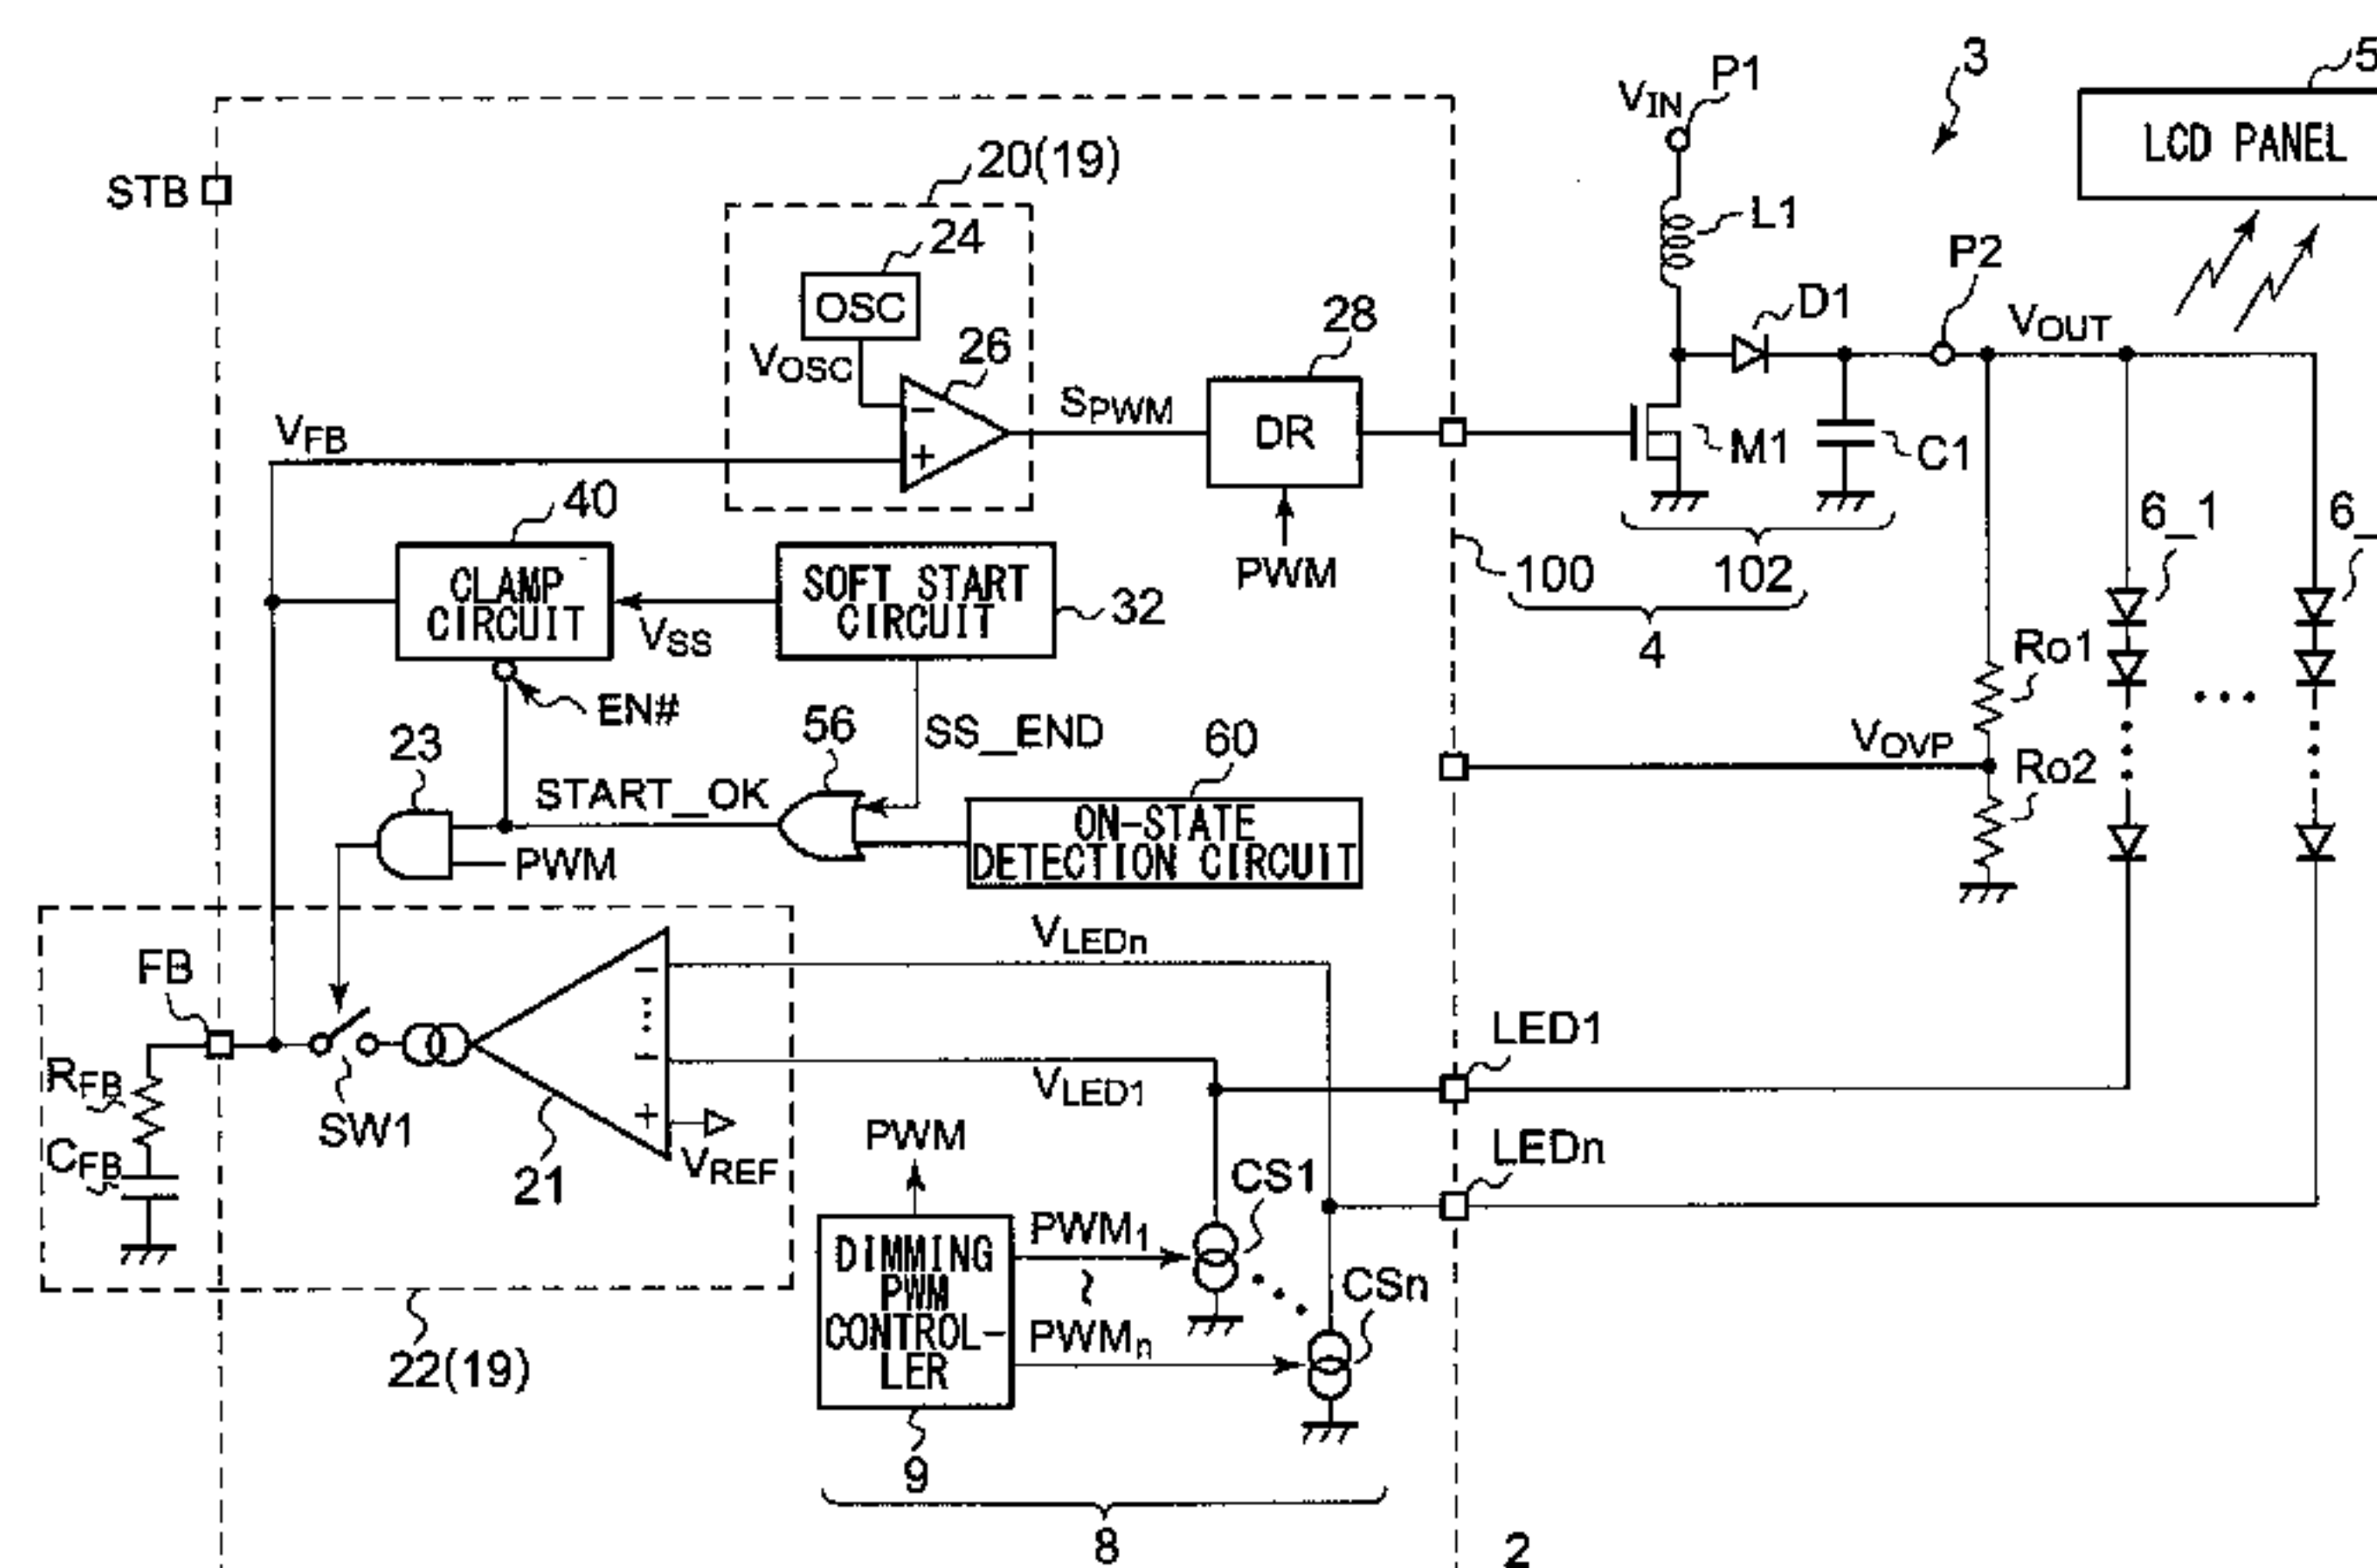 3
5
P1
VIN
LCD PANEL
20(19)
STB
24
L1
P2
OSC
D1
28
VOUT
26
VOSC
SPWM
DR
VFB
-
+
M1
C1
40
6_1
6_
PWM
100
102
CLAMP
CIRCUIT
SOFT START
CIRCUIT
32
VSS
4
Ro1
EN#
56
SS_END
60
23
VOVP
Ro2
START_OK
ON-STATE
DETECTION CIRCUIT
PWM
VLEDn
FB
-
LED1
RFB
-
VLED1
SW1
+
PWM
CFB
21
VREF
LEDn
CS1
PWM1
DIMMING
PWM
CONTROL-
LER
CSn
~
PWMn
22(19)
9
8
2